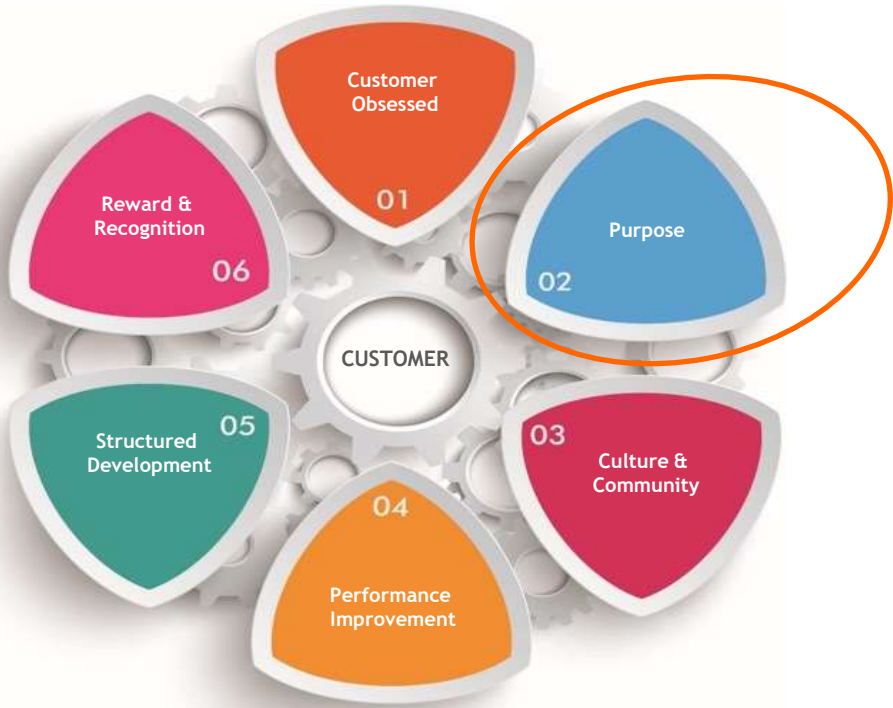 Customer
Obsessed
01
Purpose
02
03
Culture &
Community
04
Performance
Improvement
05
Structured
Development
Reward &
Recognition
06
CUSTOMER